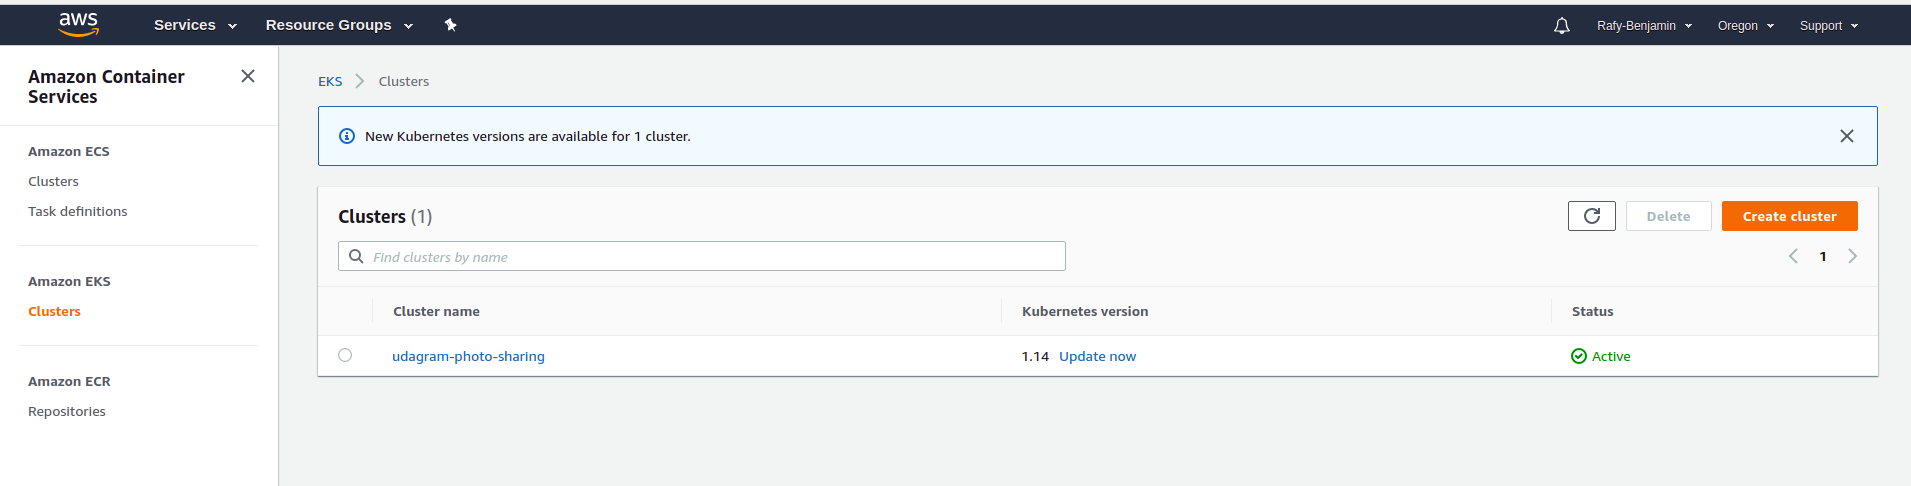 aws Services Resource Groups Rafy-Benjamin Oregon Support
Amazon Container
Services
Amazon ECS
Clusters
Task definitions
Amazon EKS
Clusters
Amazon ECR
Repositories
EKS Clusters
New Kubernetes versions are available for 1 cluster.
Clusters (1) Delete Create cluster
Find clusters by name 1
Cluster name Kubernetes version Status
udagram-photo-sharing 1.14 Update now Active